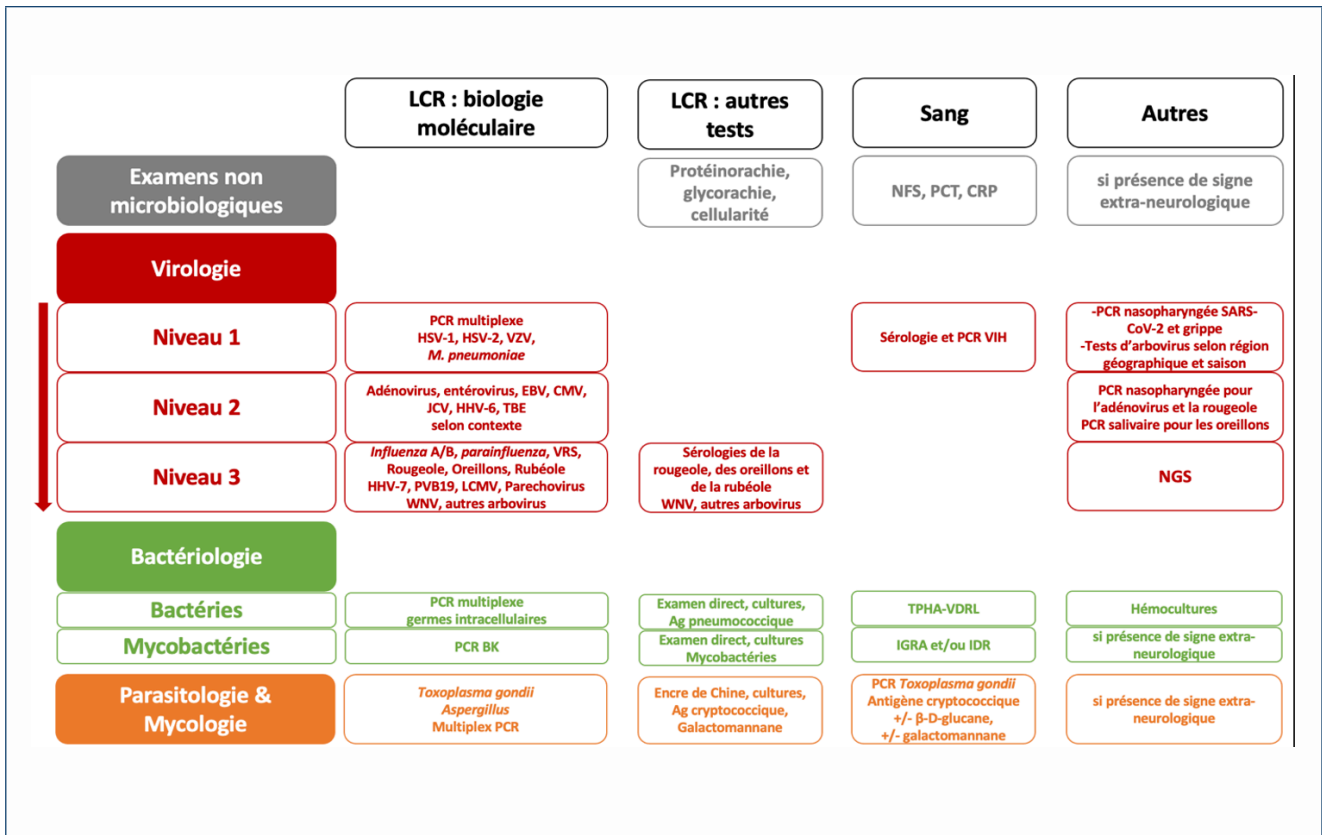 LCR : biologie
moléculaire
LCR : autres
tests
Sang
Autres
Examens non
microbiologiques
Protéinorachie,
glycorachie,
cellularité
NFS, PCT, CRP
si présence de signe
extra-neurologique
Virologie
Niveau 1
PCR multiplexe
HSV-1, HSV-2, VZV,
M. pneumoniae
Sérologie et PCR VIH
-PCR nasopharyngée SARS-
CoV-2 et grippe
-Tests d'arbovirus selon région
géographique et saison
Niveau 2
Adénovirus, entérovirus, EBV, CMV,
JCV, HHV-6, TBE
selon contexte
PCR nasopharyngée pour
l'adénovirus et la rougeole
PCR salivaire pour les oreillons
Niveau 3
Influenza A/B, parainfluenza, VRS,
Rougeole, Oreillons, Rubéole
HHV-7, PVB19, LCMV, Parechovirus
WNV, autres arbovirus
Sérologies de la
rougeole, des oreillons et
de la rubéole
WNV, autres arbovirus
NGS
Bactériologie
Bactéries
PCR multiplexe
germes intracellulaires
Examen direct, cultures,
Ag pneumococcique
TPHA-VDRL
Hémocultures
Mycobactéries
PCR BK
Examen direct, cultures
Mycobactéries
IGRA et/ou IDR
si présence de signe extra-
neurologique
Parasitologie &
Mycologie
Toxoplasma gondii
Aspergillus
Multiplex PCR
Encre de Chine, cultures,
Ag cryptococcique,
Galactomannane
PCR Toxoplasma gondii
Antigène cryptococcique
+/- β-D-glucane,
+/- galactomannane
si présence de signe extra-
neurologique